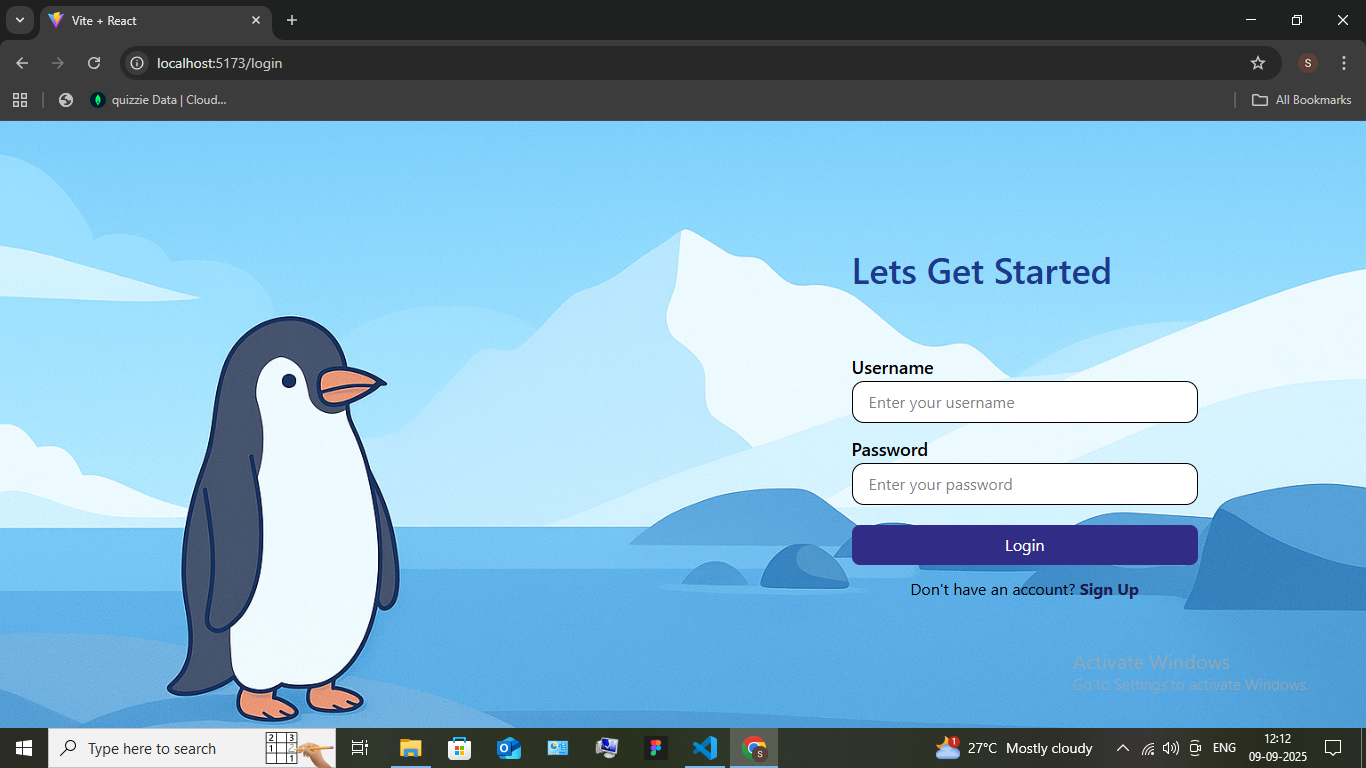 Vite + React
localhost:5173/login
S
quizzie Data | Cloud...
All Bookmarks
Lets Get Started
Username
Enter your username
Password
Enter your password
Login
Don't have an account? Sign Up
Activate Windows
Go to Settings to activate Windows.
Type here to search
1
27°C Mostly cloudy
ENG
12:12
09-09-2025